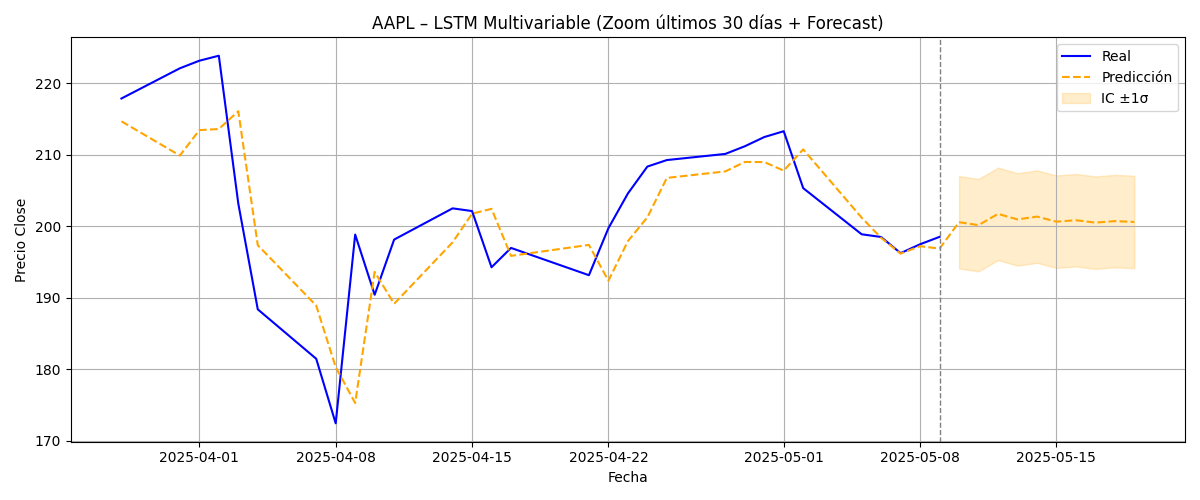 AAPL – LSTM Multivariable (Zoom últimos 30 días + Forecast)
Real
Predicción
IC ±1σ
Precio Close
220
210
200
190
180
170
2025-04-01
2025-04-08
2025-04-15
2025-04-22
2025-05-01
2025-05-08
2025-05-15
Fecha